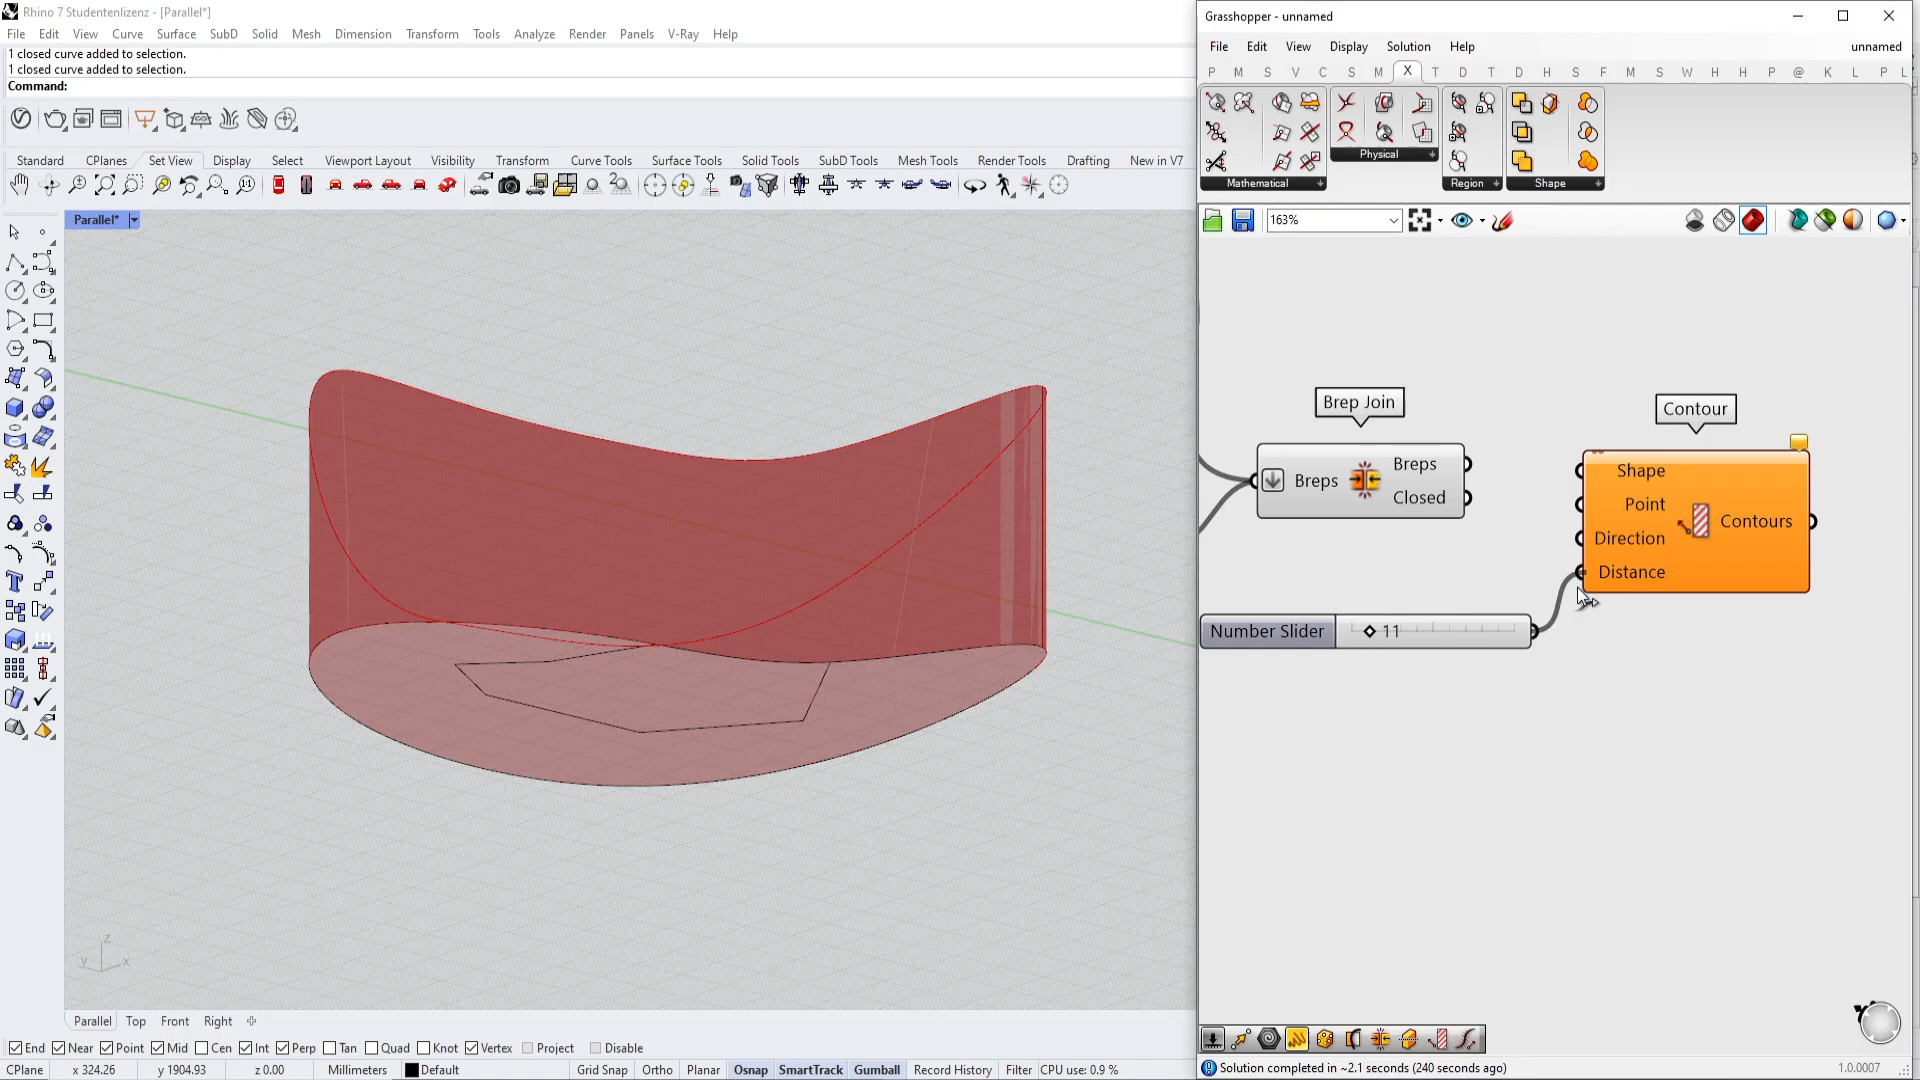 Rhino 7 Studentenlizenz - [Parallel*]
File Edit View Curve Surface SubD Solid Mesh Dimension Transform Tools Analyze Render Panels V-Ray Help
1 closed curve added to selection.
1 closed curve added to selection.
Command:
Standard CPlanes Set View Display Select Viewport Layout Visibility Transform Curve Tools Surface Tools Solid Tools SubD Tools Mesh Tools Render Tools Drafting New in V7
Parallel*
z
y x
Parallel Top Front Right
End Near Point Mid Cen Int Perp Tan Quad Knot Vertex Project Disable
CPlane x 324.26 y 1904.93 z 0.00 Millimeters Default Grid Snap Ortho Planar Osnap SmartTrack Gumball Record History Filter CPU use: 0.9 %
Grasshopper - unnamed
File Edit View Display Solution Help unnamed
P M S V C S M X T D T D H S F M S W H H P @ K L P L
Physical
Mathematical Region Shape
163%
Brep Join
Contour
Breps
Breps
Closed
Shape
Point
Direction
Distance
Contours
Number Slider 11
Solution completed in ~2.1 seconds (240 seconds ago) 1.0.0007